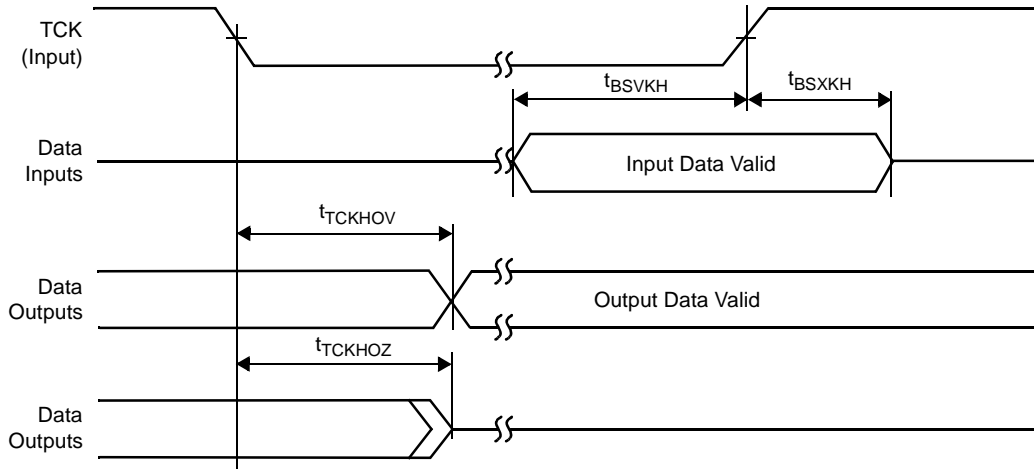 TCK
(Input)
tBSVKH
tBSXKH
Data
Inputs
Input Data Valid
tTCKHOV
Data
Outputs
Output Data Valid
tTCKHOZ
Data
Outputs